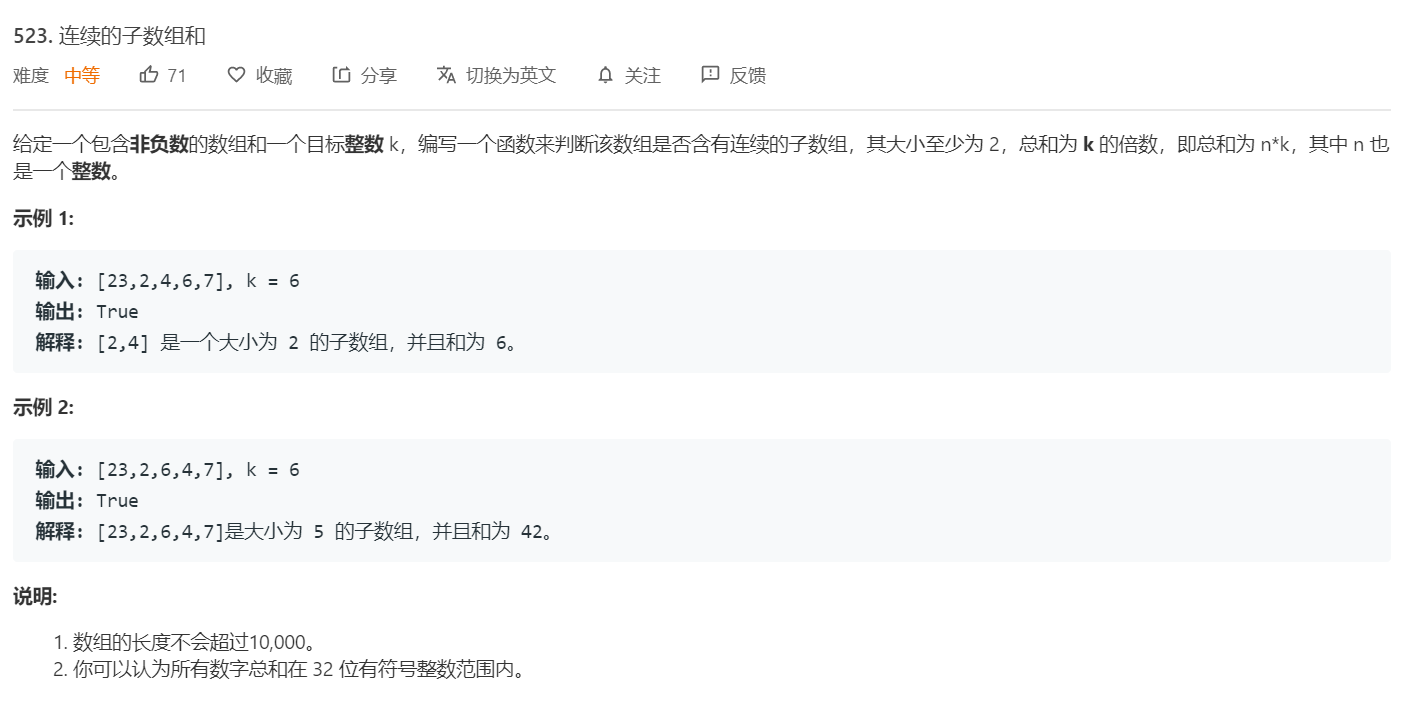 523. 连续的子数组和
难度 中等 71 收藏 分享 切换为英文 关注 反馈
给定一个包含非负数的数组和一个目标整数 k，编写一个函数来判断该数组是否含有连续的子数组，其大小至少为 2，总和为 k 的倍数，即总和为 n*k，其中 n 也
是一个整数。
示例 1:
输入: [23,2,4,6,7], k = 6
输出: True
解释: [2,4] 是一个大小为 2 的子数组，并且和为 6。
示例 2:
输入: [23,2,6,4,7], k = 6
输出: True
解释: [23,2,6,4,7]是大小为 5 的子数组，并且和为 42。
说明:
1. 数组的长度不会超过10,000。
2. 你可以认为所有数字总和在 32 位有符号整数范围内。